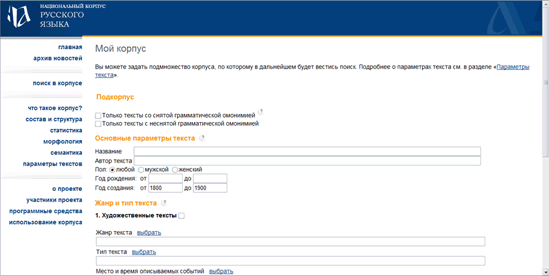 НАЦИОНАЛЬНЫЙ КОРПУС
РУССКОГО
ЯЗЫКА
главная
архив новостей
поиск в корпусе
что такое корпус?
состав и структура
статистика
морфология
семантика
параметры текстов
о проекте
участники проекта
программные средства
использование корпуса
Мой корпус
Вы можете задать подмножество корпуса, по которому в дальнейшем будет вестись поиск. Подробнее о параметрах текста см. в разделе «Параметры
текста».
Подкорпус
Только тексты со снятой грамматической омонимией ?
Только тексты с неснятой грамматической омонимией
Основные параметры текста ?
Название
Автор текста
Пол: любой мужской женский
Год рождения: от до
Год создания: от 1800 до 1900
Жанр и тип текста ?
1. Художественные тексты
Жанр текста выбрать
Тип текста выбрать
Место и время описываемых событий выбрать